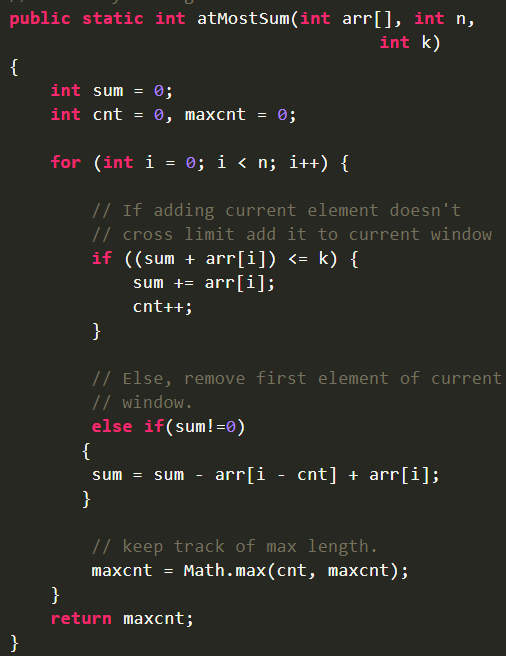 public static int atMostSum(int arr[], int n,
int k)
{
int sum = 0;
int cnt = 0, maxcnt = 0;
for (int i = 0; i < n; i++) {
// If adding current element doesn't
// cross limit add it to current window
if ((sum + arr[i]) <= k) {
sum += arr[i];
cnt++;
}
// Else, remove first element of current
// window.
else if(sum!=0)
{
sum = sum - arr[i - cnt] + arr[i];
}
// keep track of max length.
maxcnt = Math.max(cnt, maxcnt);
}
return maxcnt;
}